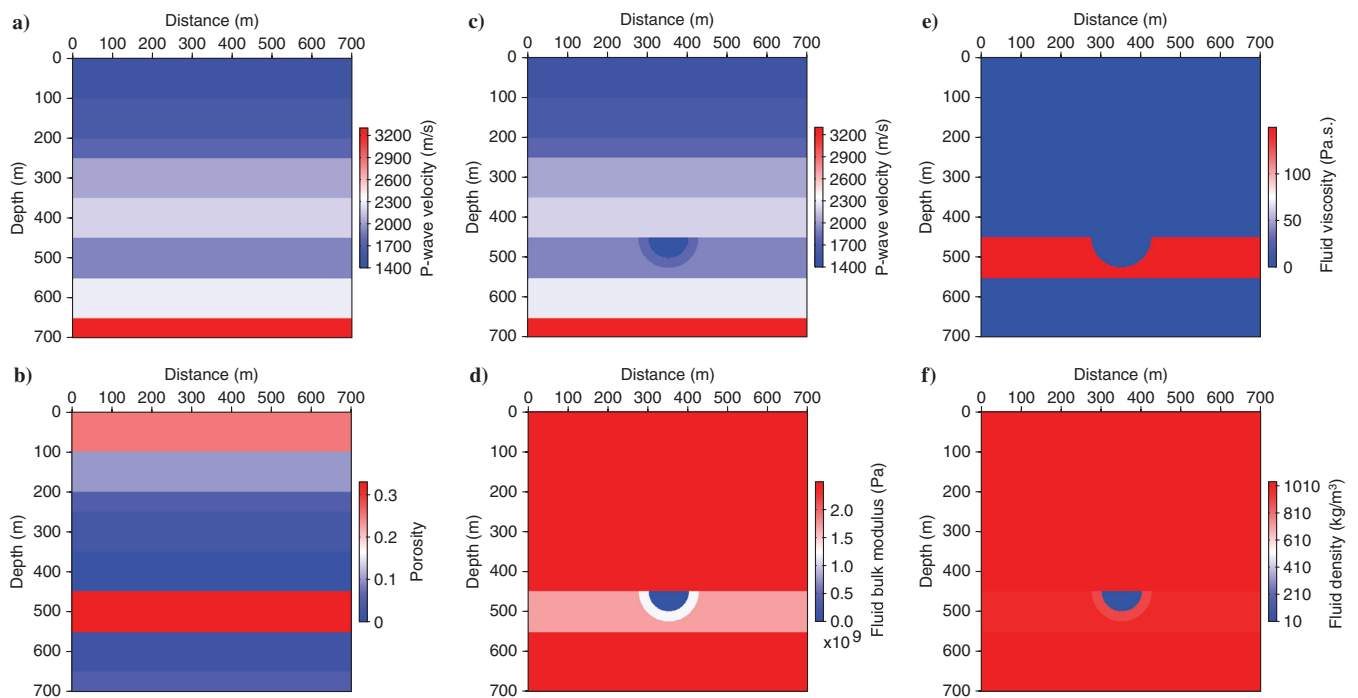 a)
Distance (m)
0 100 200 300 400 500 600 700
0
100
200
300
400
500
600
700
Depth (m)
3200
2900
2600
2300
2000
1700
1400
P-wave velocity (m/s)
c)
Distance (m)
0 100 200 300 400 500 600 700
0
100
200
300
400
500
600
700
Depth (m)
3200
2900
2600
2300
2000
1700
1400
P-wave velocity (m/s)
e)
Distance (m)
0 100 200 300 400 500 600 700
0
100
200
300
400
500
600
700
Depth (m)
100
50
0
Fluid viscosity (Pa.s.)
b)
Distance (m)
0 100 200 300 400 500 600 700
0
100
200
300
400
500
600
700
Depth (m)
0.3
0.2
0.1
0
Porosity
d)
Distance (m)
0 100 200 300 400 500 600 700
0
100
200
300
400
500
600
700
Depth (m)
2.0
1.5
1.0
0.5
0.0
x10⁹
Fluid bulk modulus (Pa)
f)
Distance (m)
0 100 200 300 400 500 600 700
0
100
200
300
400
500
600
700
Depth (m)
1010
810
610
410
210
10
Fluid density (kg/m³)